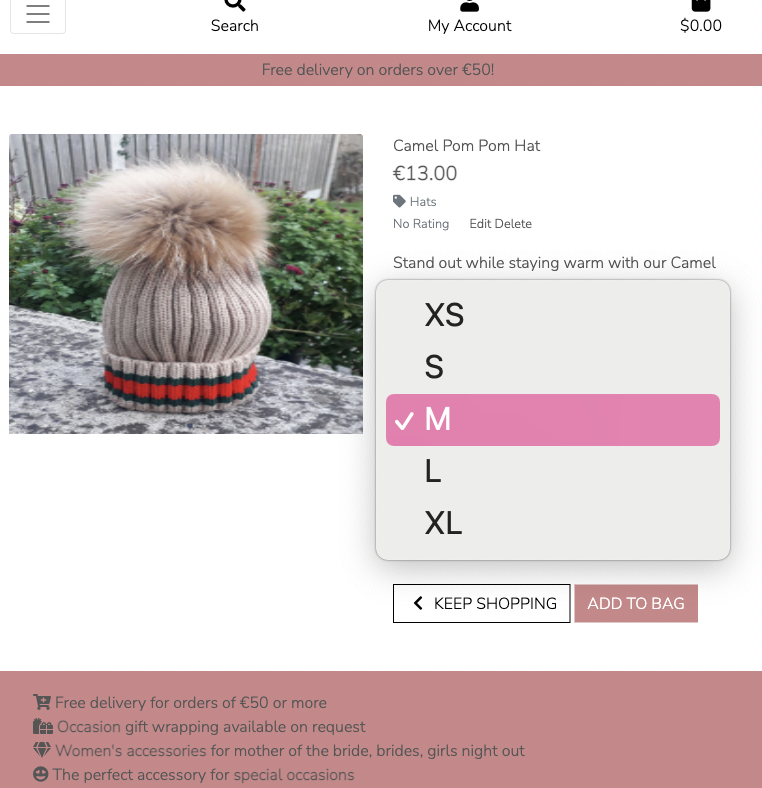 Search
My Account
$0.00
Free delivery on orders over €50!
Camel Pom Pom Hat
€13.00
Hats
No Rating Edit Delete
Stand out while staying warm with our Camel
XS
S
M
L
XL
KEEP SHOPPING
ADD TO BAG
Free delivery for orders of €50 or more
Occasion gift wrapping available on request
Women's accessories for mother of the bride, brides, girls night out
The perfect accessory for special occasions